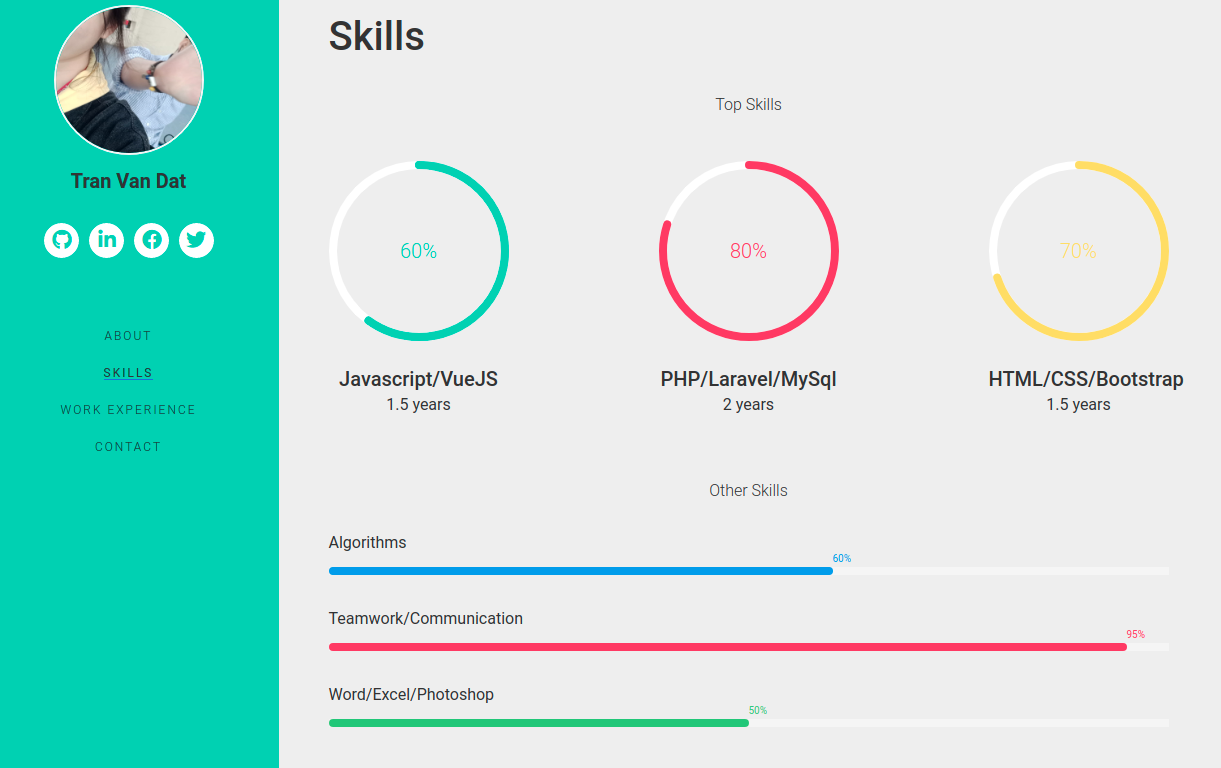 Tran Van Dat
ABOUT
SKILLS
WORK EXPERIENCE
CONTACT
Skills
Top Skills
60%
80%
70%
Javascript/VueJS
PHP/Laravel/MySql
HTML/CSS/Bootstrap
1.5 years
2 years
1.5 years
Other Skills
Algorithms
60%
Teamwork/Communication
95%
Word/Excel/Photoshop
50%